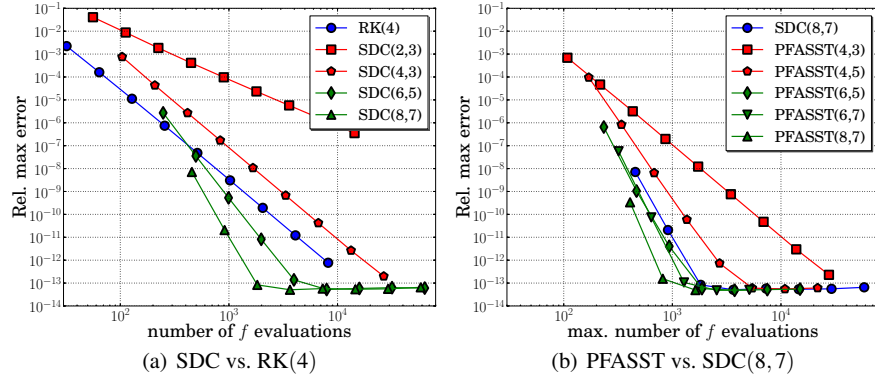 10^-1
10^-2
10^-3
10^-4
10^-5
10^-6
10^-7
10^-8
10^-9
10^-10
10^-11
10^-12
10^-13
10^-14
Rel. max error
RK(4)
SDC(2,3)
SDC(4,3)
SDC(6,5)
SDC(8,7)
10^2
10^3
10^4
number of f evaluations
(a) SDC vs. RK(4)
10^-1
10^-2
10^-3
10^-4
10^-5
10^-6
10^-7
10^-8
10^-9
10^-10
10^-11
10^-12
10^-13
10^-14
Rel. max error
SDC(8,7)
PFASST(4,3)
PFASST(4,5)
PFASST(6,5)
PFASST(6,7)
PFASST(8,7)
10^2
10^3
10^4
max. number of f evaluations
(b) PFASST vs. SDC(8,7)